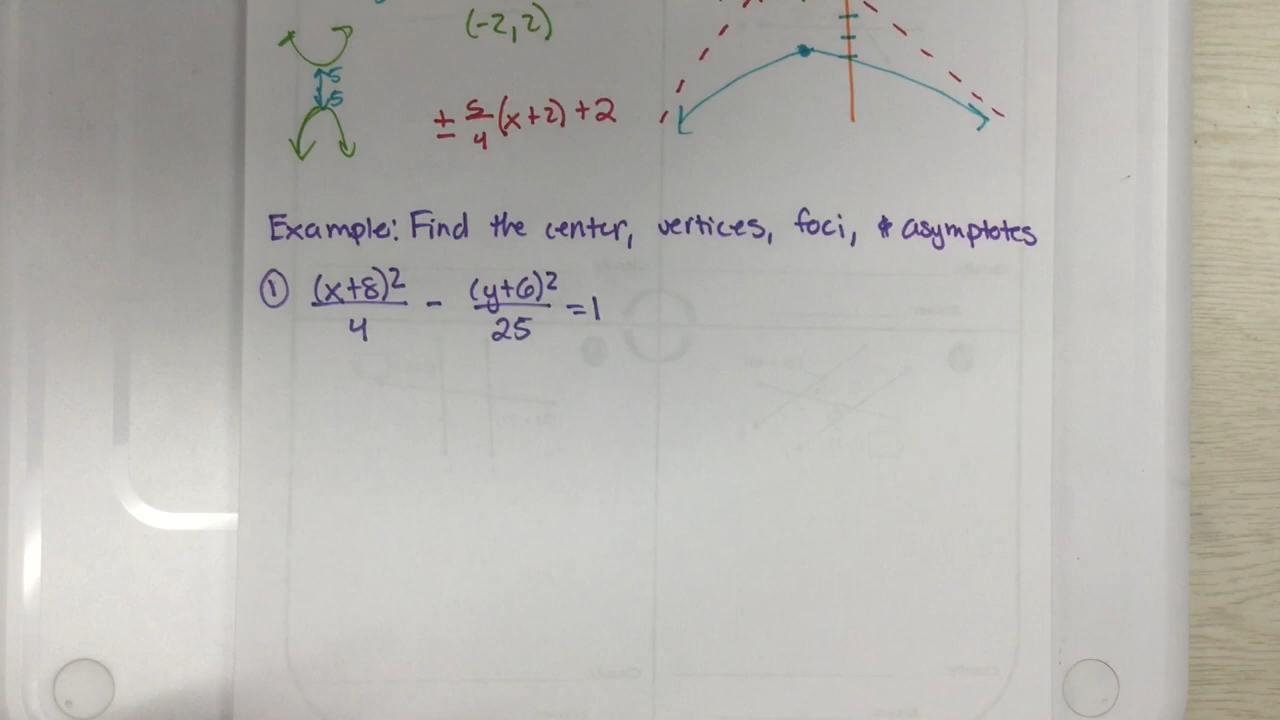 (-2,2)
5
5
± 5/4 (x+2) + 2
Example: Find the center, vertices, foci, & asymptotes
① (x+8)²/4 - (y+6)²/25 = 1